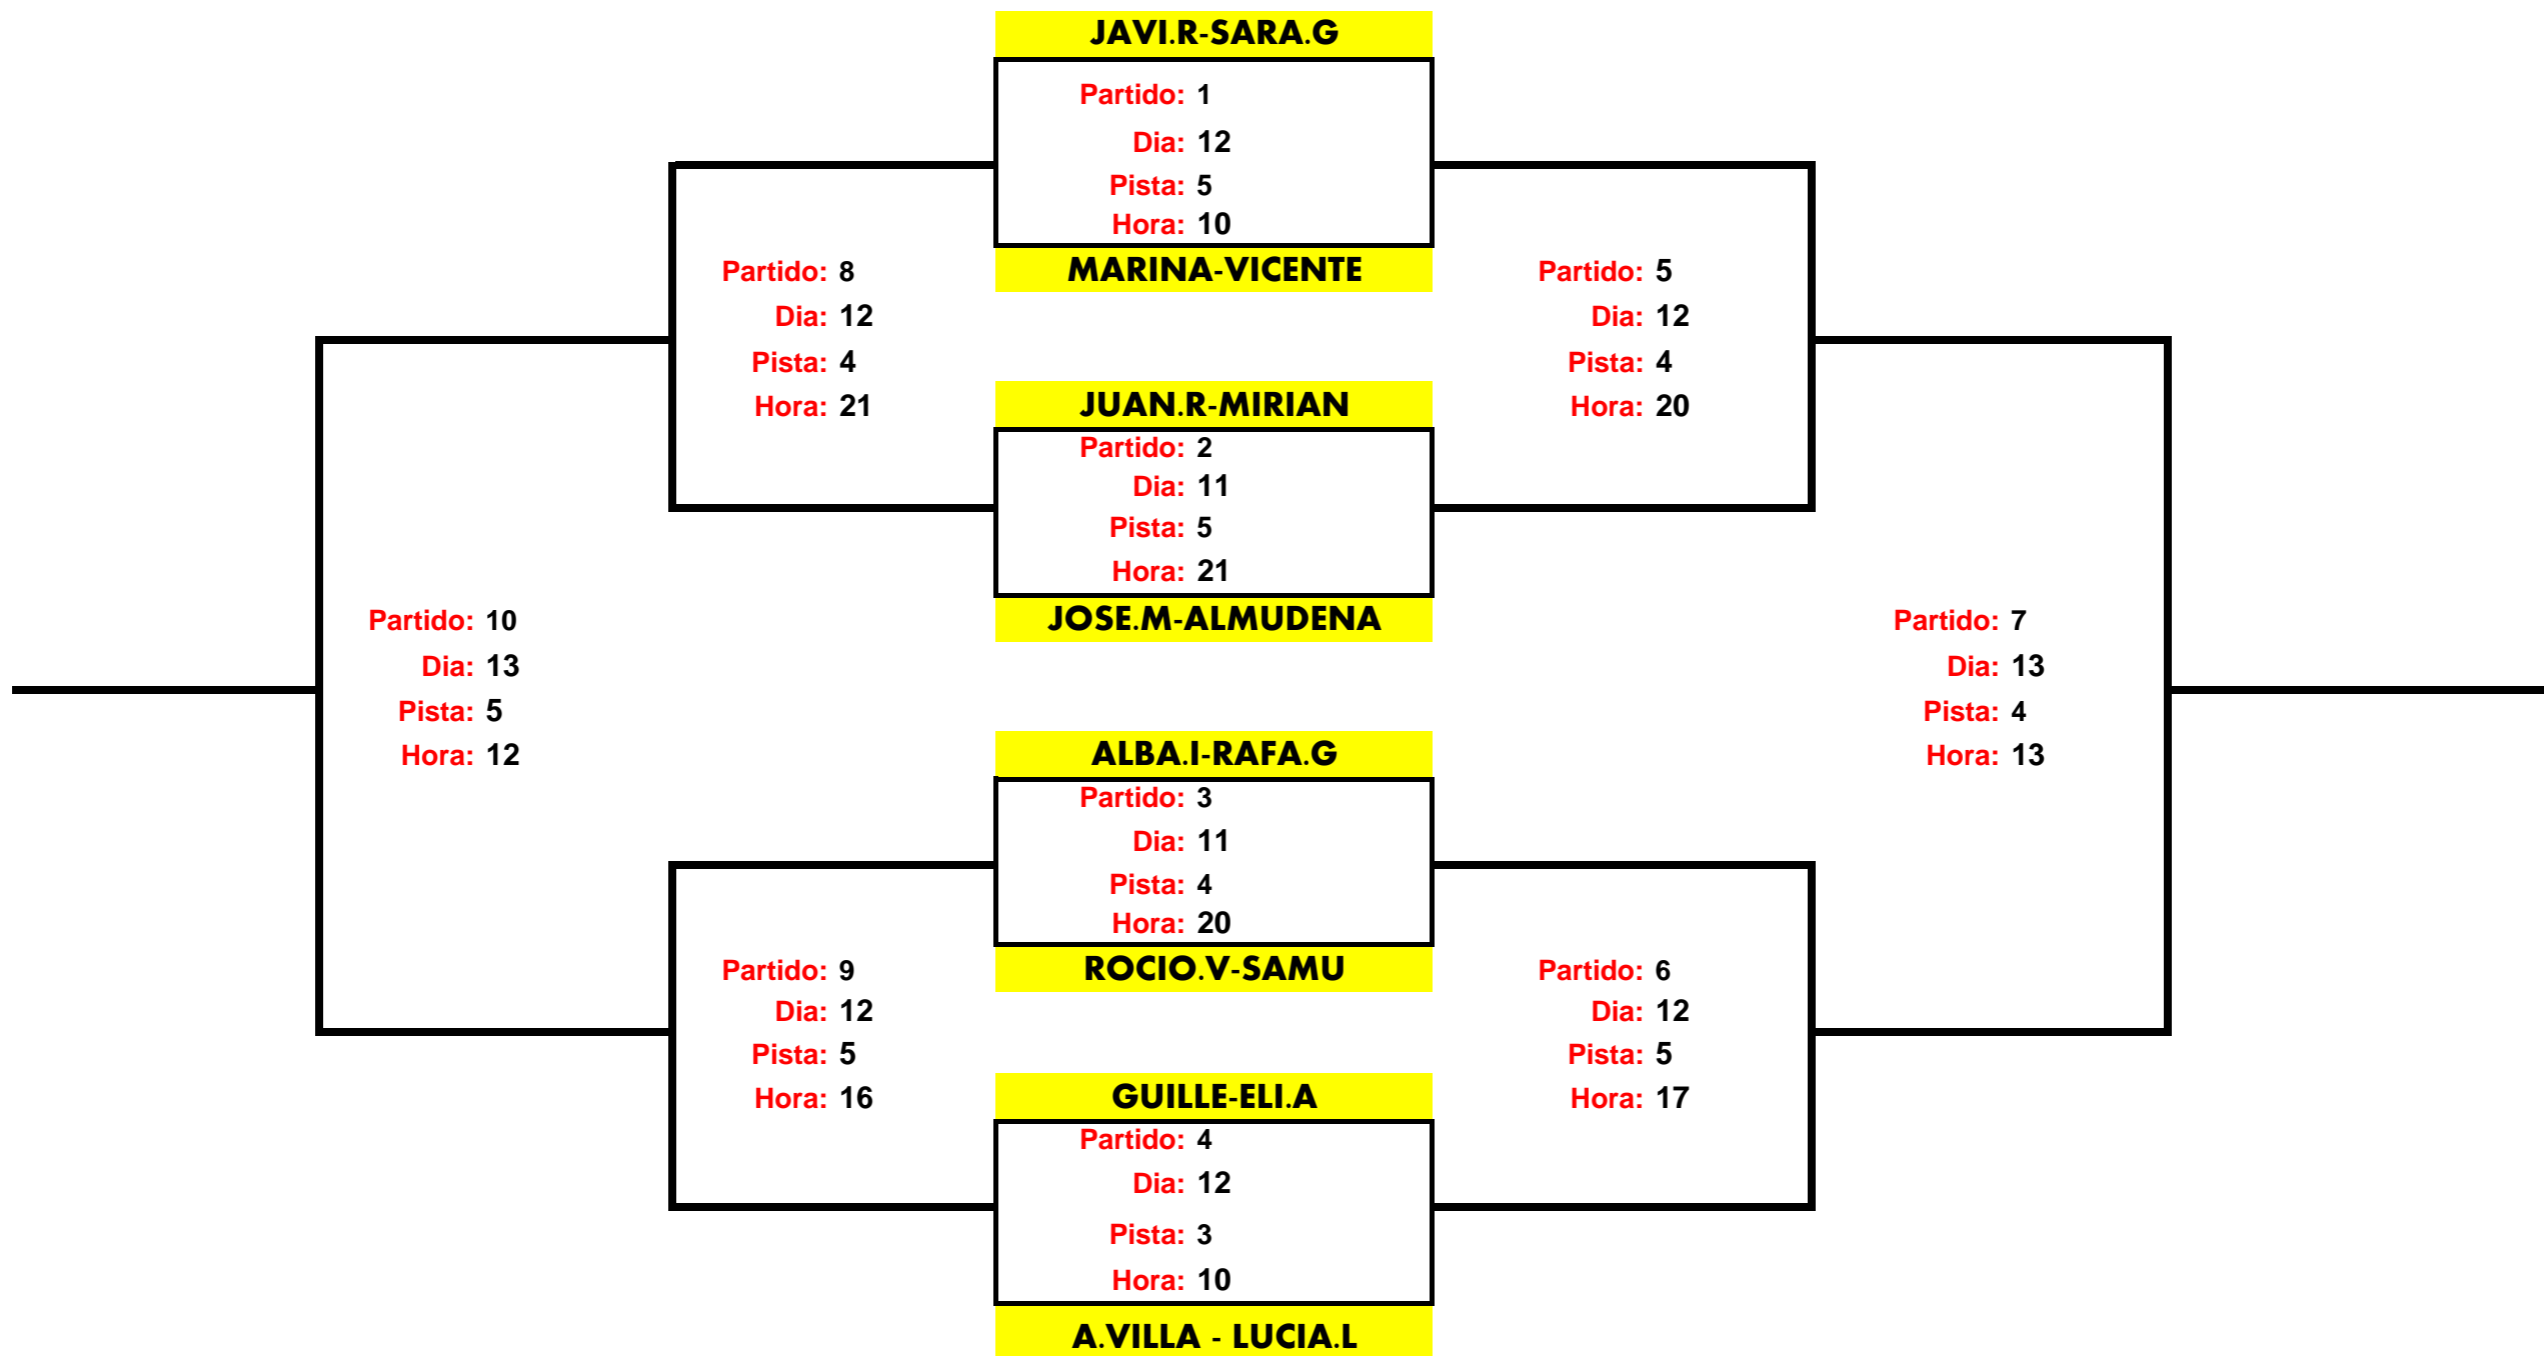 JAVI.R-SARA.G
Partido: 1
Dia: 12
Pista: 5
Hora: 10
MARINA-VICENTE
Partido: 8
Dia: 12
Pista: 4
Hora: 21
Partido: 5
Dia: 12
Pista: 4
Hora: 20
JUAN.R-MIRIAN
Partido: 2
Dia: 11
Pista: 5
Hora: 21
JOSE.M-ALMUDENA
Partido: 10
Dia: 13
Pista: 5
Hora: 12
Partido: 7
Dia: 13
Pista: 4
Hora: 13
ALBA.I-RAFA.G
Partido: 3
Dia: 11
Pista: 4
Hora: 20
ROCIO.V-SAMU
Partido: 9
Dia: 12
Pista: 5
Hora: 16
Partido: 6
Dia: 12
Pista: 5
Hora: 17
GUILLE-ELI.A
Partido: 4
Dia: 12
Pista: 3
Hora: 10
A.VILLA - LUCIA.L